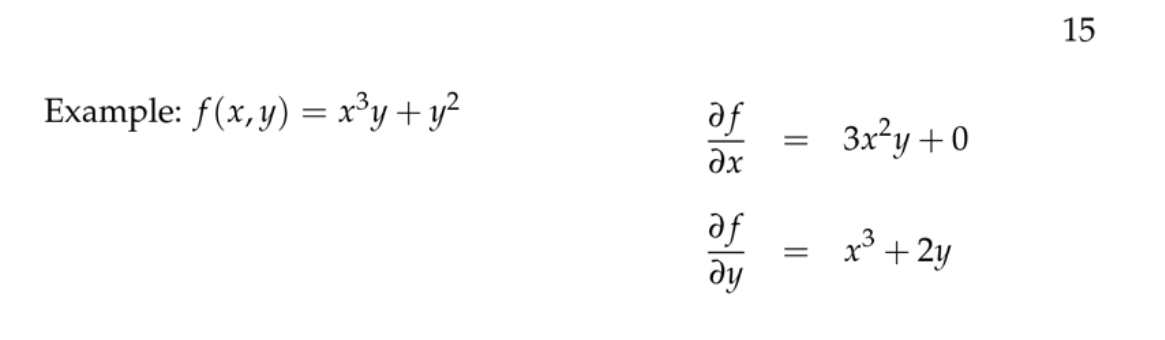 15
Example: f(x, y) = x³y + y²
∂f/∂x = 3x²y + 0
∂f/∂y = x³ + 2y